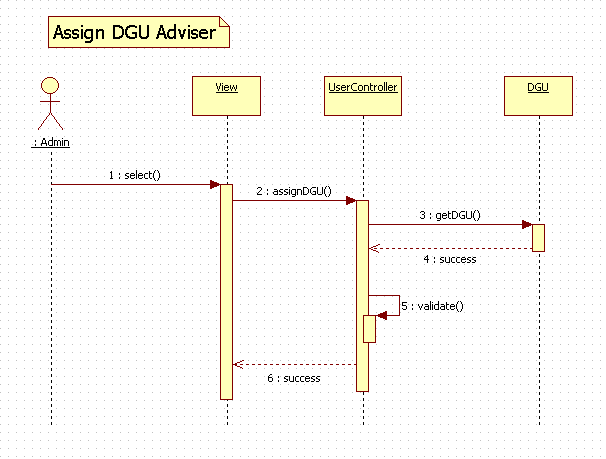 Assign DGU Adviser
View
UserController
DGU
: Admin
1 : select()
2 : assignDGU()
3 : getDGU()
4 : success
5 : validate()
6 : success